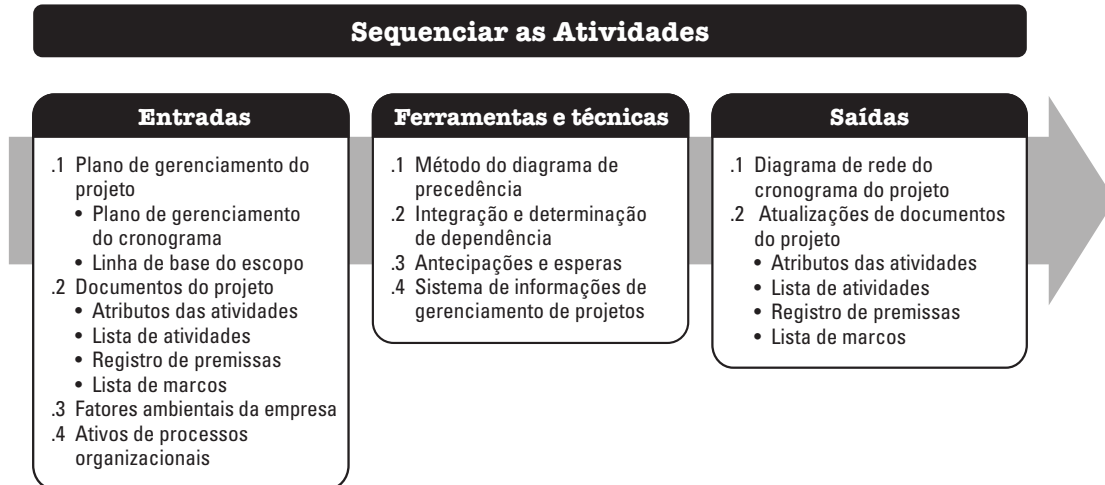 Sequenciar as Atividades
Entradas
.1 Plano de gerenciamento do
projeto
• Plano de gerenciamento
do cronograma
• Linha de base do escopo
.2 Documentos do projeto
• Atributos das atividades
• Lista de atividades
• Registro de premissas
• Lista de marcos
.3 Fatores ambientais da empresa
.4 Ativos de processos
organizacionais
Ferramentas e técnicas
.1 Método do diagrama de
precedência
.2 Integração e determinação
de dependência
.3 Antecipações e esperas
.4 Sistema de informações de
gerenciamento de projetos
Saídas
.1 Diagrama de rede do
cronograma do projeto
.2 Atualizações de documentos
do projeto
• Atributos das atividades
• Lista de atividades
• Registro de premissas
• Lista de marcos